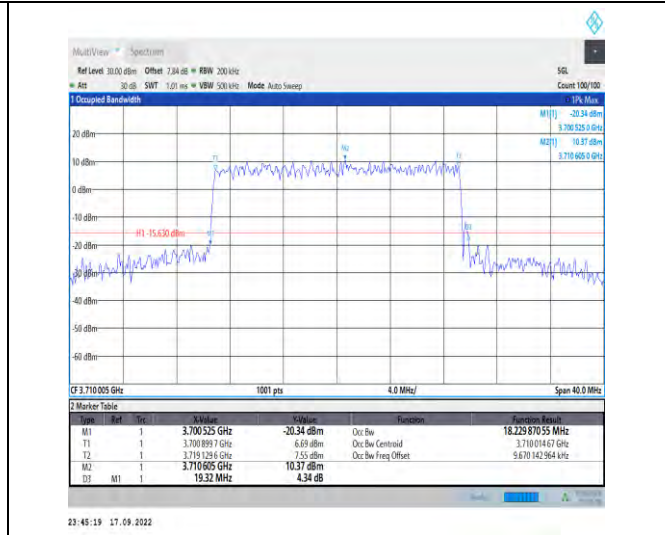 MultiView Spectrum
Ref Level 30.00 dBm Offset 7.84 dB RBW 200 kHz SGL
Att 30 dB SWT 1.01 ms VBW 500 kHz Mode Auto Sweep Count 100/100
1 Occupied Bandwidth 1Pk Max
M1[1] -20.34 dBm
3.700 525 0 GHz
M2[1] 10.37 dBm
3.710 605 0 GHz
20 dBm
M2
T1
10 dBm
0 dBm
-10 dBm
H1 -15.630 dBm
-20 dBm
-30 dBm
-40 dBm
-50 dBm
-60 dBm
CF 3.710 005 GHz 1001 pts 4.0 MHz/ Span 40.0 MHz
2 Marker Table
Type Ref Trc X-Value Y-Value Function Function Result
M1 1 3.700 525 GHz -20.34 dBm Occ Bw 18.229 870 55 MHz
T1 1 3.700 899 7 GHz 6.69 dBm Occ Bw Centroid 3.710 014 67 GHz
T2 1 3.719 129 6 GHz 7.55 dBm Occ Bw Freq Offset 9.670 142 964 kHz
M2 1 3.710 605 GHz 10.37 dBm
D3 M1 1 19.32 MHz 4.34 dB
23:45:19 17.09.2022